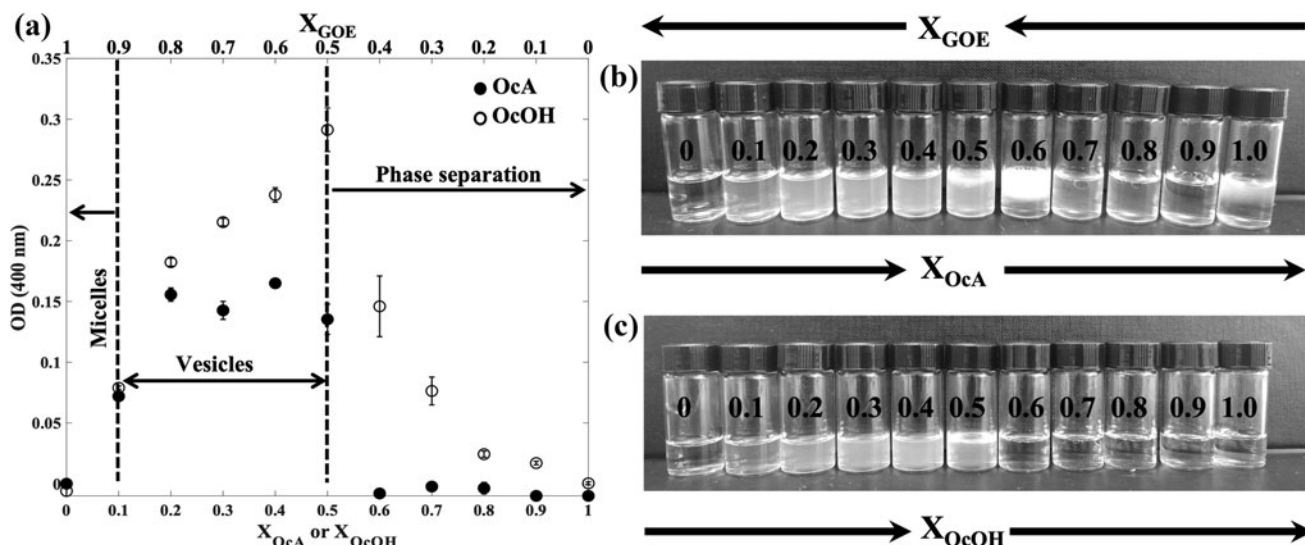 (a)
X_GOE
1 0.9 0.8 0.7 0.6 0.5 0.4 0.3 0.2 0.1 0
0.35
0.3
0.25
0.2
0.15
0.1
0.05
0
OD (400 nm)
OcA
OcOH
Phase separation
Micelles
Vesicles
0 0.1 0.2 0.3 0.4 0.5 0.6 0.7 0.8 0.9 1
X_OcA or X_OcOH
X_GOE
(b)
0 0.1 0.2 0.3 0.4 0.5 0.6 0.7 0.8 0.9 1.0
X_OcA
(c)
0 0.1 0.2 0.3 0.4 0.5 0.6 0.7 0.8 0.9 1.0
X_OcOH